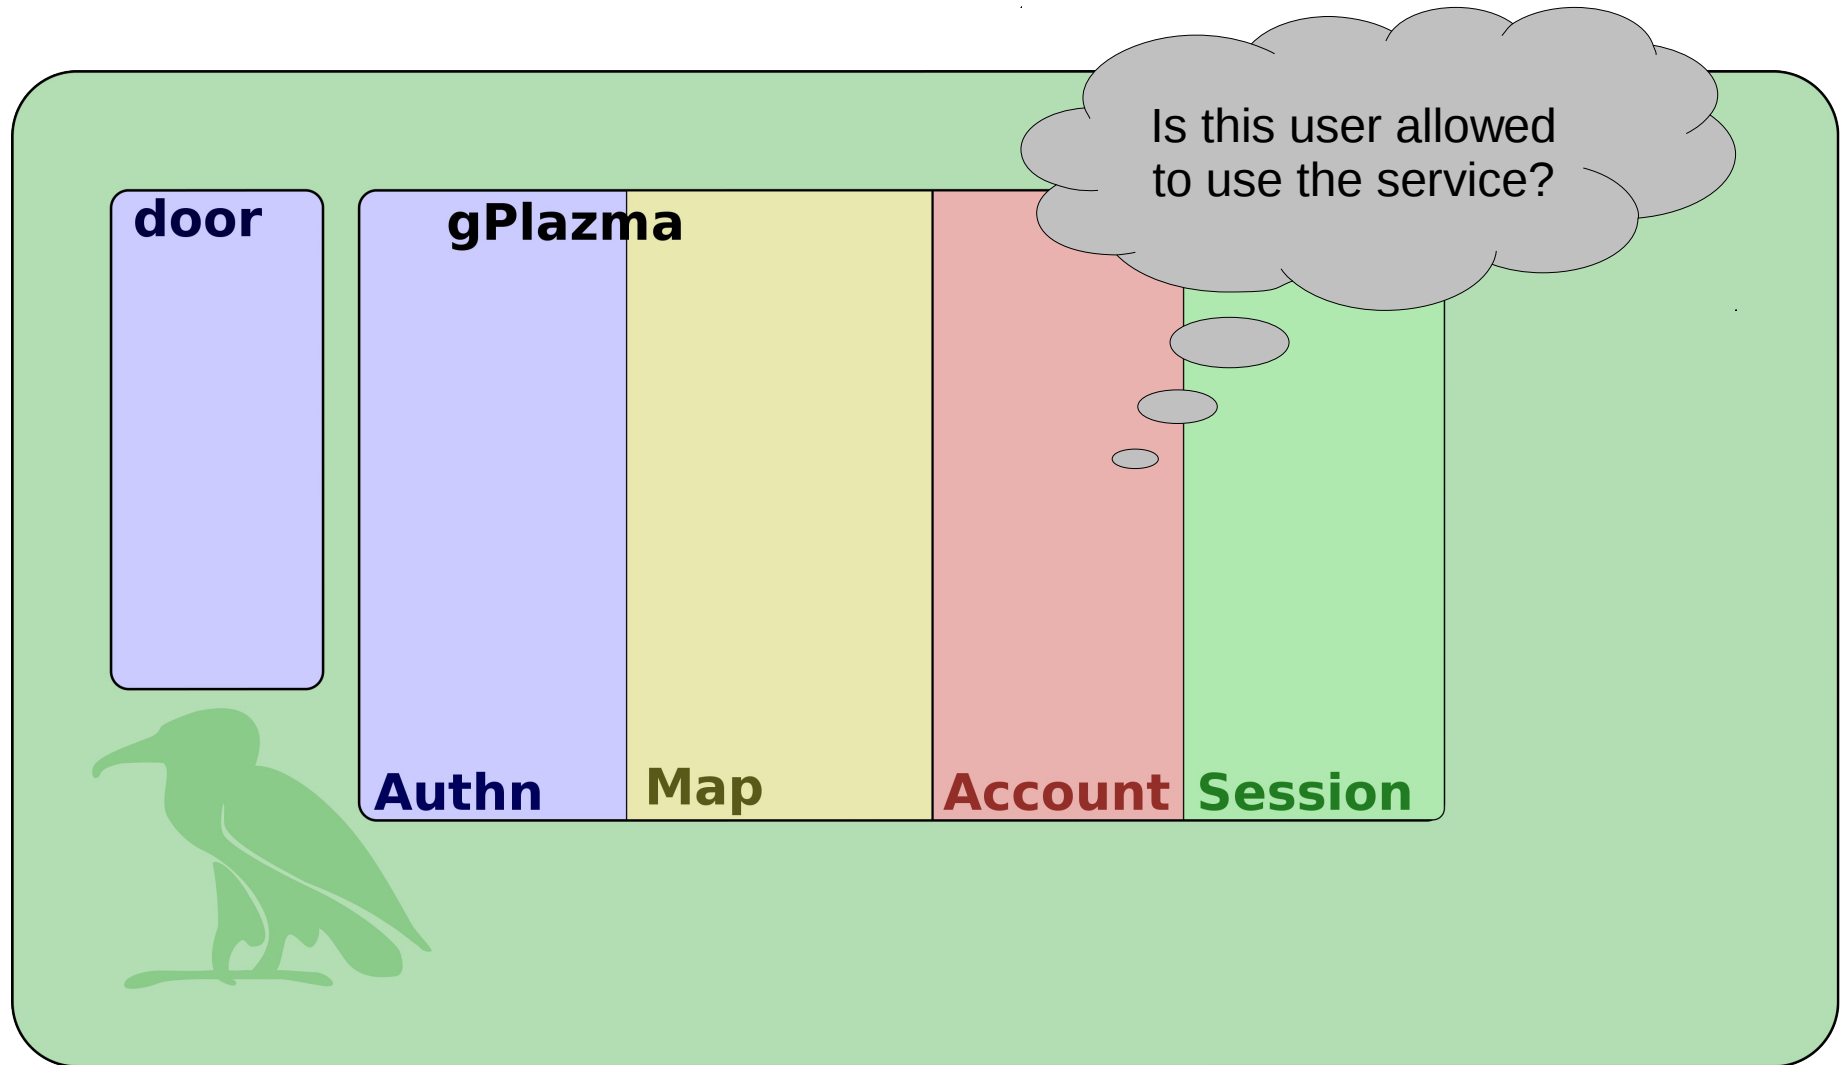 Is this user allowed
to use the service?
door
gPlazma
Authn
Map
Account
Session